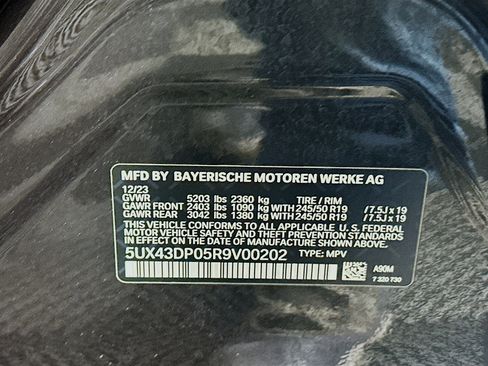 MFD BY BAYERISCHE MOTOREN WERKE AG
12/23
GVWR 5203 lbs 2360 kg TIRE / RIM
GAWR FRONT 2403 lbs 1090 kg WITH 245/50 R19 /7.5J x 19
GAWR REAR 3042 lbs 1380 kg WITH 245/50 R19 /7.5J x 19
THIS VEHICLE CONFORMS TO ALL APPLICABLE U.S. FEDERAL
MOTOR VEHICLE SAFETY AND THEFT PREVENTION STANDARDS
IN EFFECT ON THE DATE OF MANUFACTURE SHOWN ABOVE.
5UX43DP05R9V00202 TYPE: MPV
A90M
7 320 730